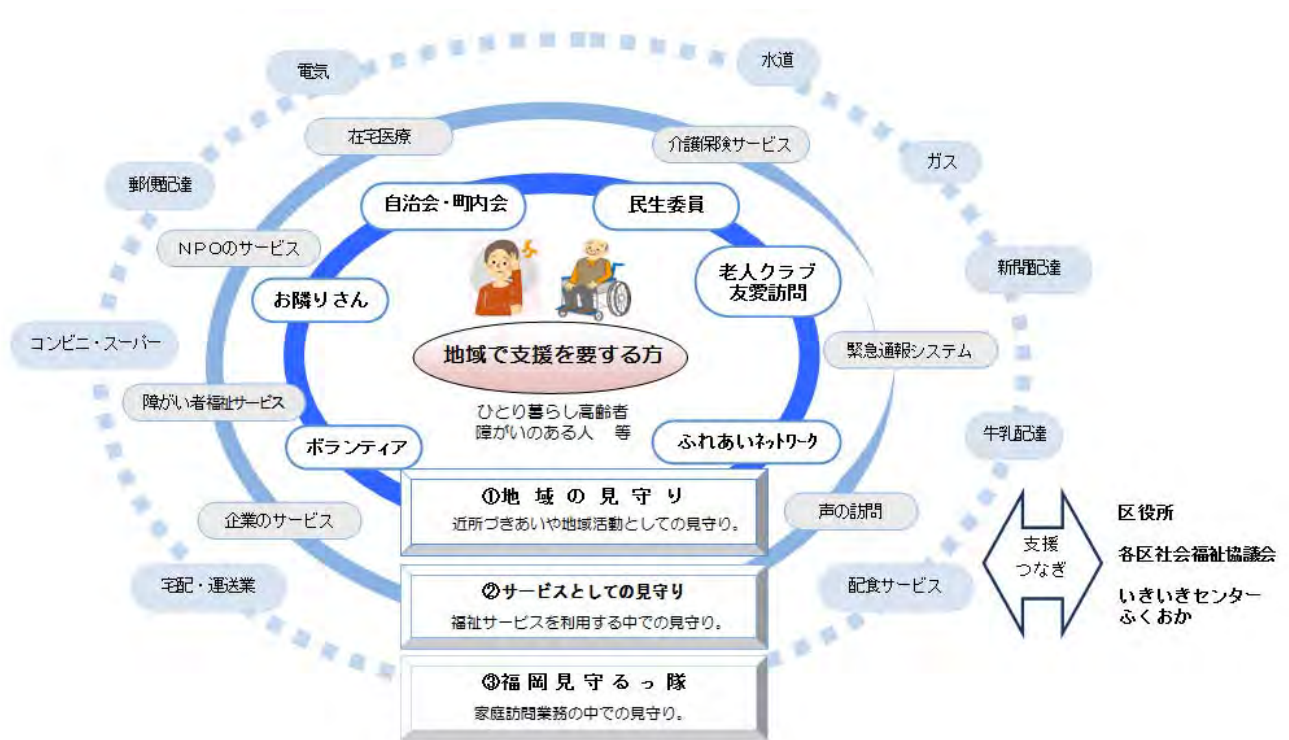 電気
水道
在宅医療
介護保険サービス
ガス
郵便配達
自治会・町内会
民生委員
NPOのサービス
老人クラブ
友愛訪問
新聞配達
お隣りさん
コンビニ・スーパー
地域で支援を要する方
緊急通報システム
障がい者福祉サービス
ひとり暮らし高齢者
障がいのある人 等
ボランティア
ふれあいネットワーク
牛乳配達
①地域の見守り
近所づきあいや地域活動としての見守り。
企業のサービス
声の訪問
宅配・運送業
②サービスとしての見守り
福祉サービスを利用する中での見守り。
配食サービス
③福岡見守るっ隊
家庭訪問業務の中での見守り。
支援
つなぎ
区役所
各区社会福祉協議会
いきいきセンター
ふくおか